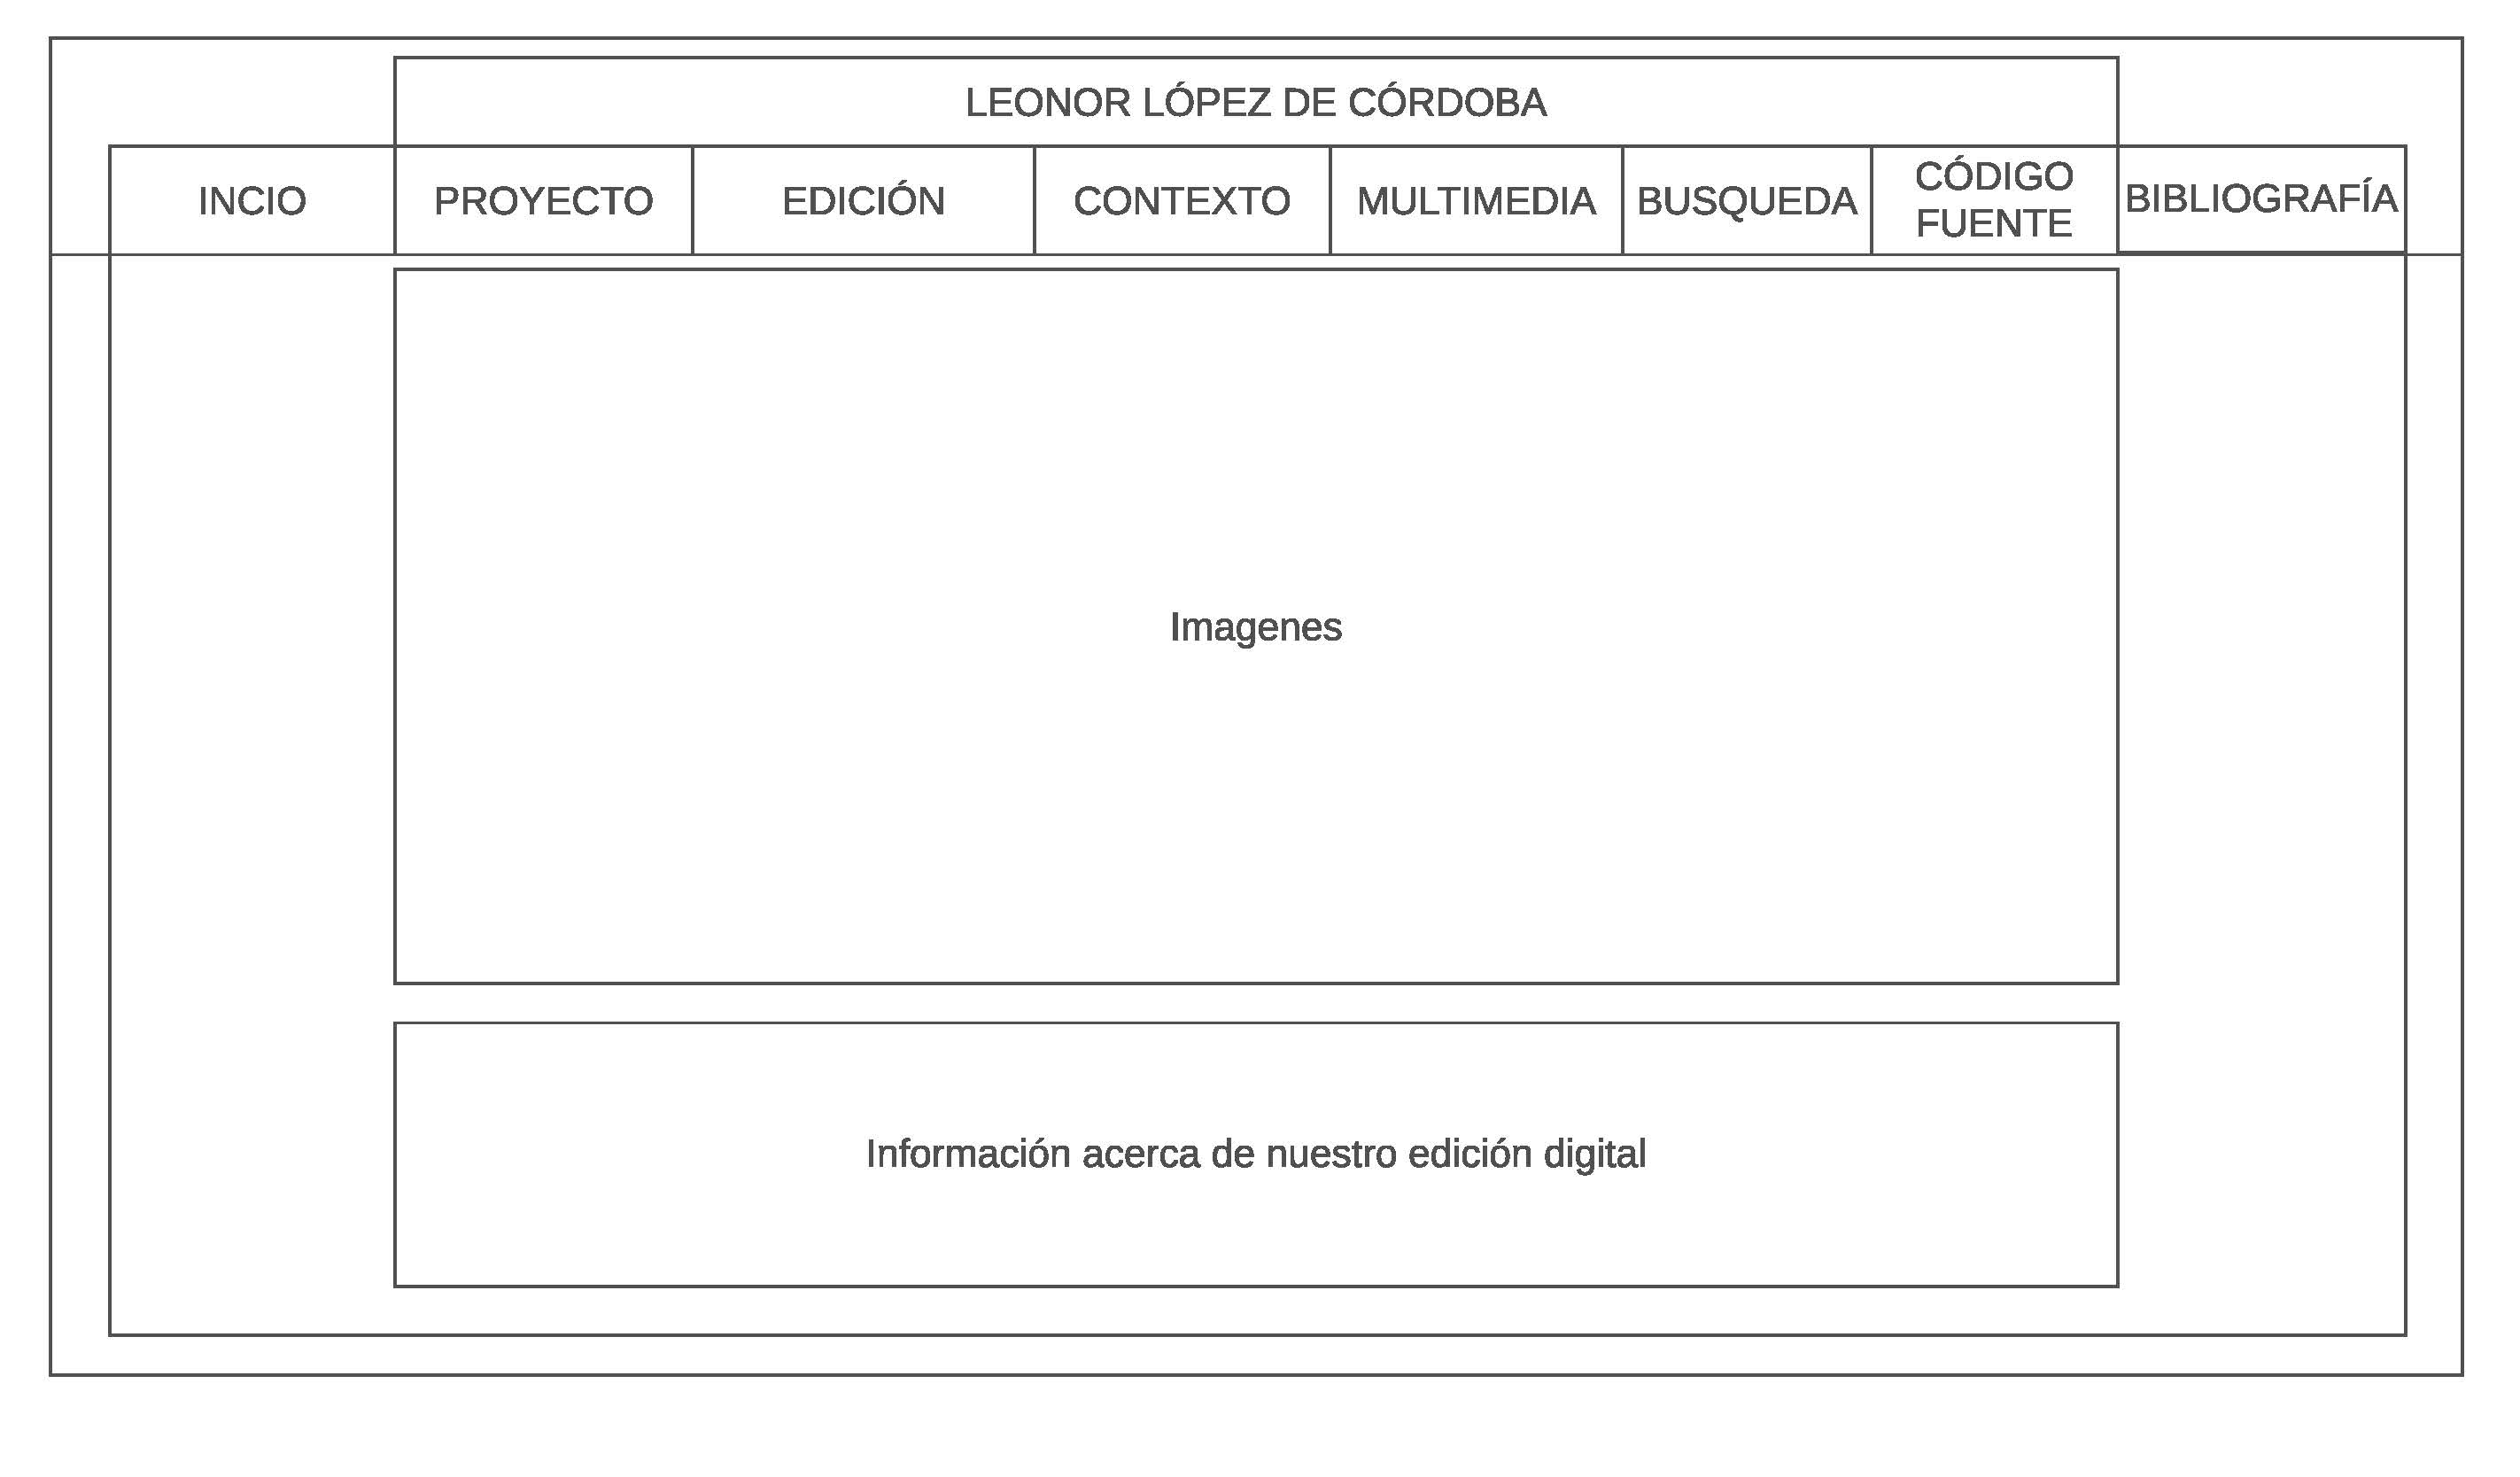 LEONOR LÓPEZ DE CÓRDOBA
INCIO
PROYECTO
EDICIÓN
CONTEXTO
MULTIMEDIA
BUSQUEDA
CÓDIGO
FUENTE
BIBLIOGRAFÍA
Imagenes
Información acerca de nuestro edición digital